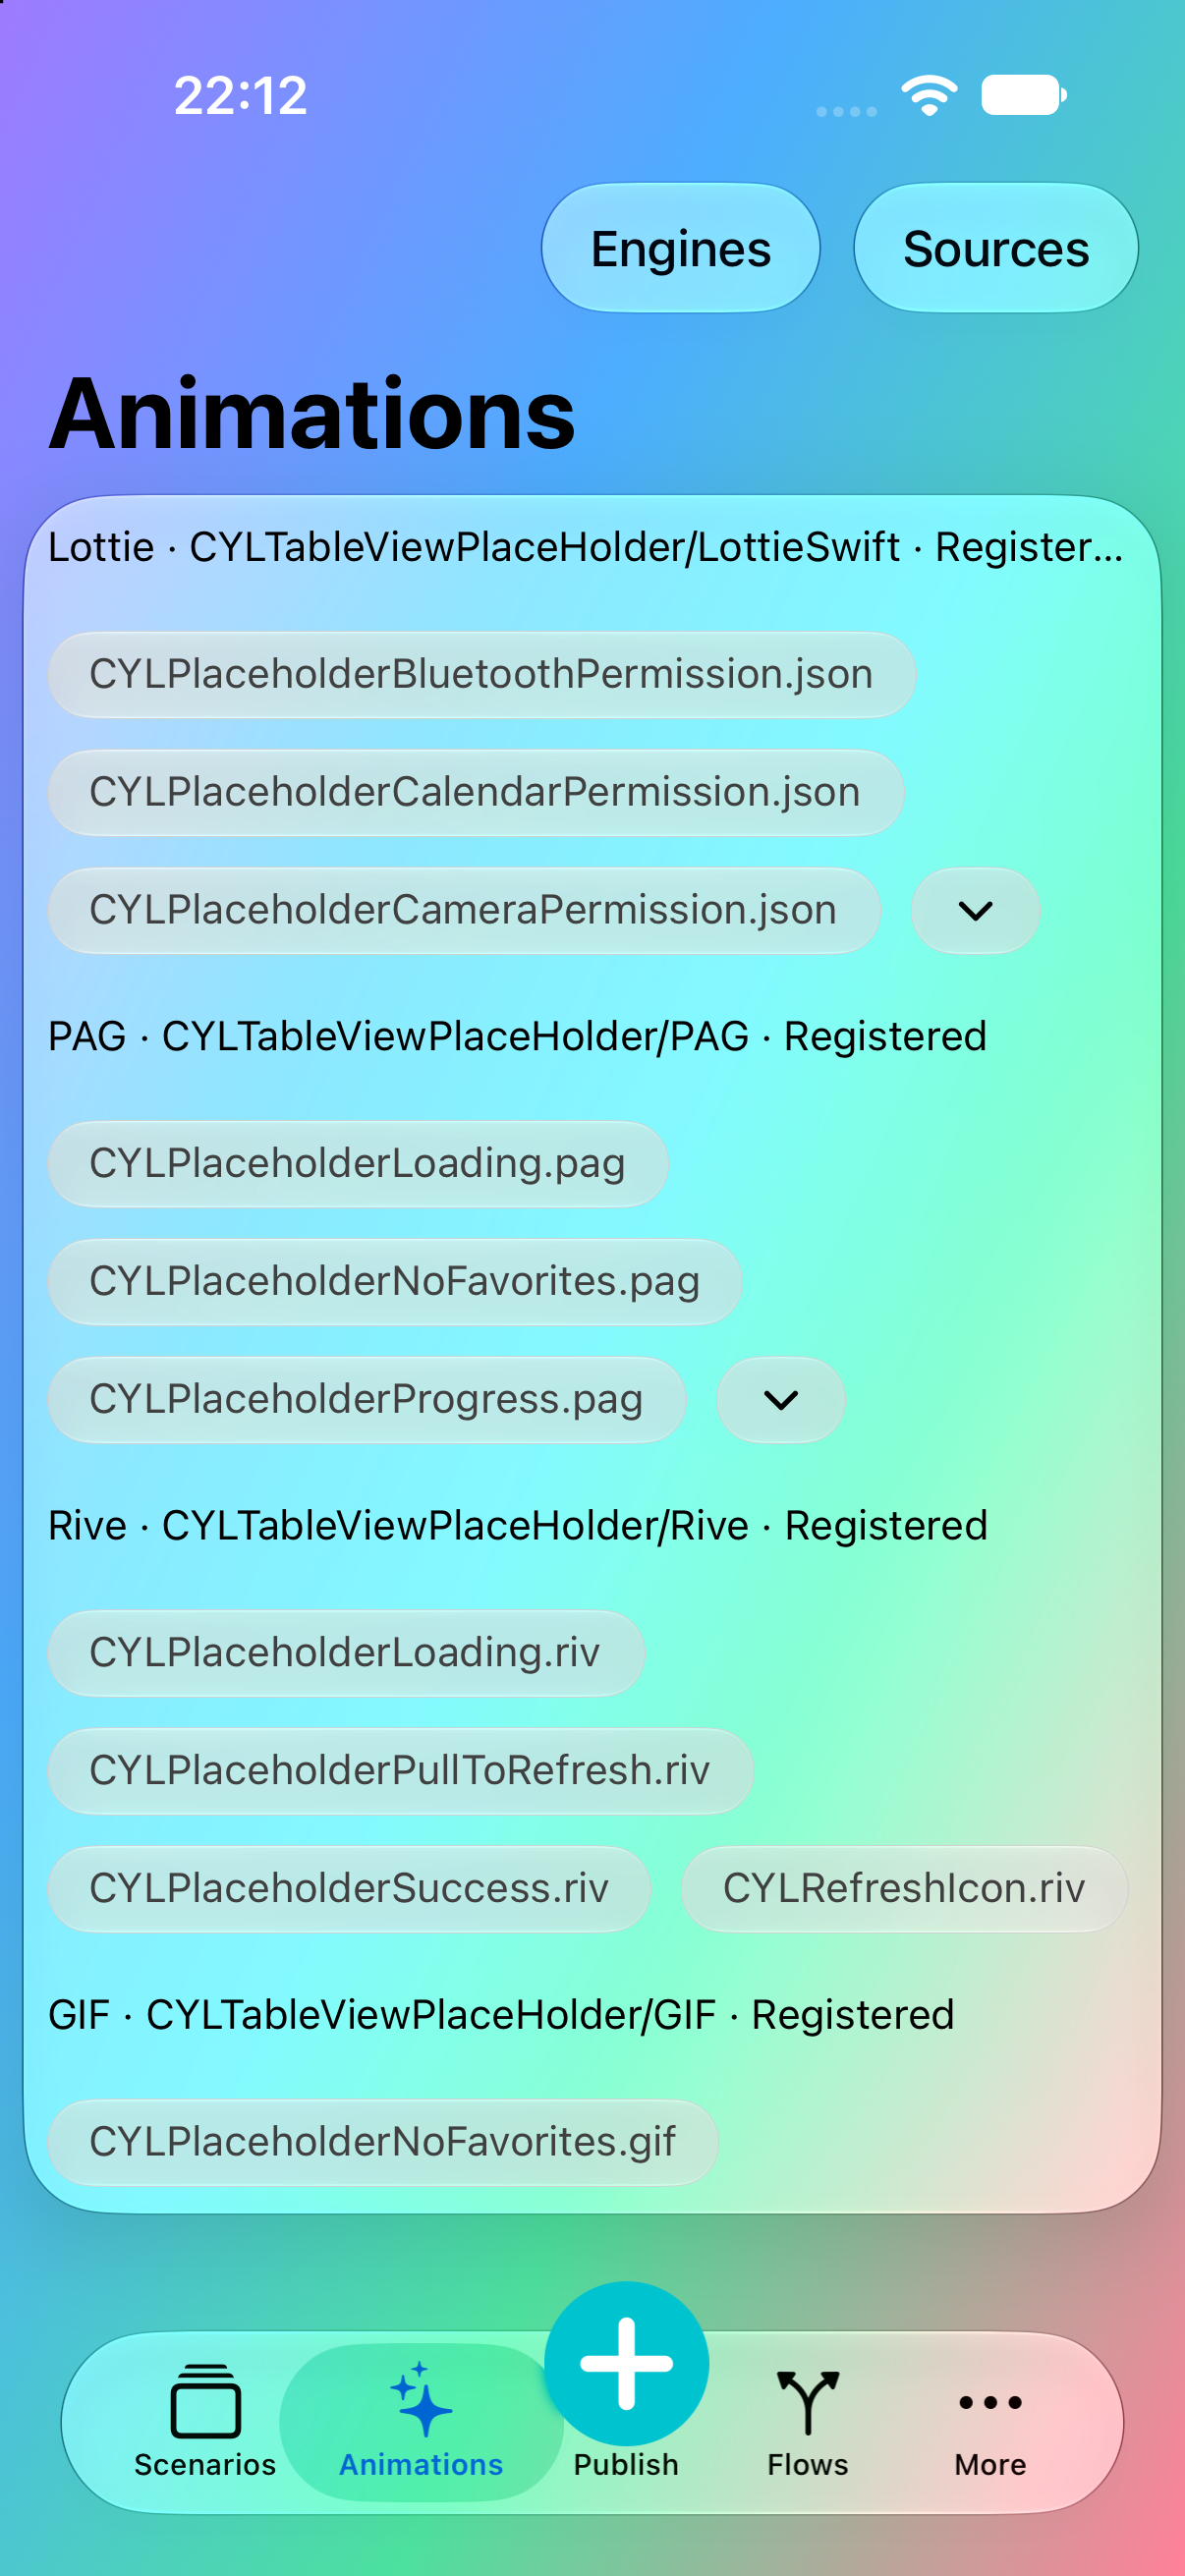 22:12
Engines
Sources
Animations
Lottie · CYLTableViewPlaceHolder/LottieSwift · Register...
CYLPlaceholderBluetoothPermission.json
CYLPlaceholderCalendarPermission.json
CYLPlaceholderCameraPermission.json
PAG · CYLTableViewPlaceHolder/PAG · Registered
CYLPlaceholderLoading.pag
CYLPlaceholderNoFavorites.pag
CYLPlaceholderProgress.pag
Rive · CYLTableViewPlaceHolder/Rive · Registered
CYLPlaceholderLoading.riv
CYLPlaceholderPullToRefresh.riv
CYLPlaceholderSuccess.riv
CYLRefreshIcon.riv
GIF · CYLTableViewPlaceHolder/GIF · Registered
CYLPlaceholderNoFavorites.gif
Scenarios
Animations
Publish
Flows
More